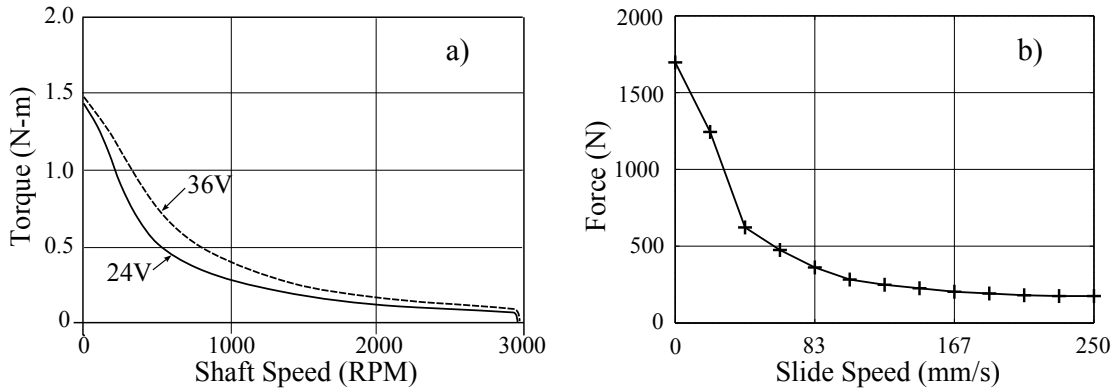 a)
2.0
1.5
1.0
0.5
0
Torque (N-m)
36V
24V
0 1000 2000 3000
Shaft Speed (RPM)
b)
2000
1500
1000
500
0
Force (N)
0 83 167 250
Slide Speed (mm/s)